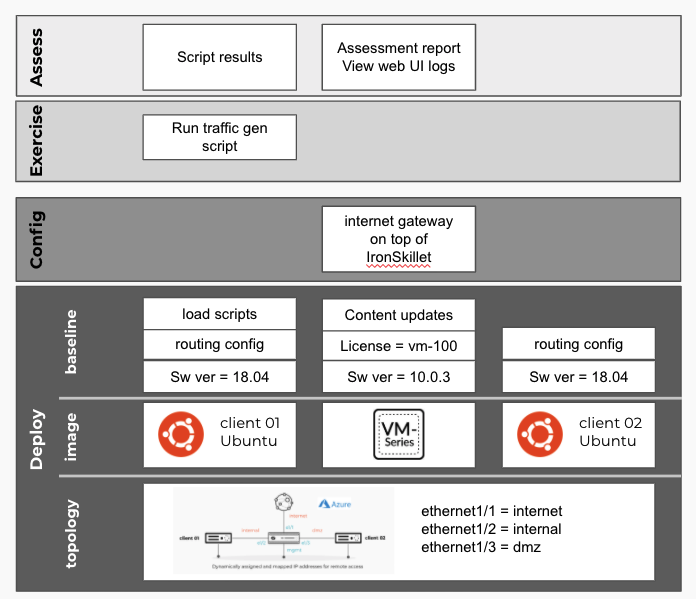 Assess
Script results
Assessment report
View web UI logs
Exercise
Run traffic gen
script
Config
internet gateway
on top of
IronSkillet
Deploy
baseline
load scripts
routing config
Sw ver = 18.04
Content updates
License = vm-100
Sw ver = 10.0.3
routing config
Sw ver = 18.04
image
client 01
Ubuntu
VM-
Series
client 02
Ubuntu
topology
Azure
internet
internal
dmz
client 01
client 02
mgmt
Dynamically assigned and mapped IP addresses for remote access
ethernet1/1 = internet
ethernet1/2 = internal
ethernet1/3 = dmz